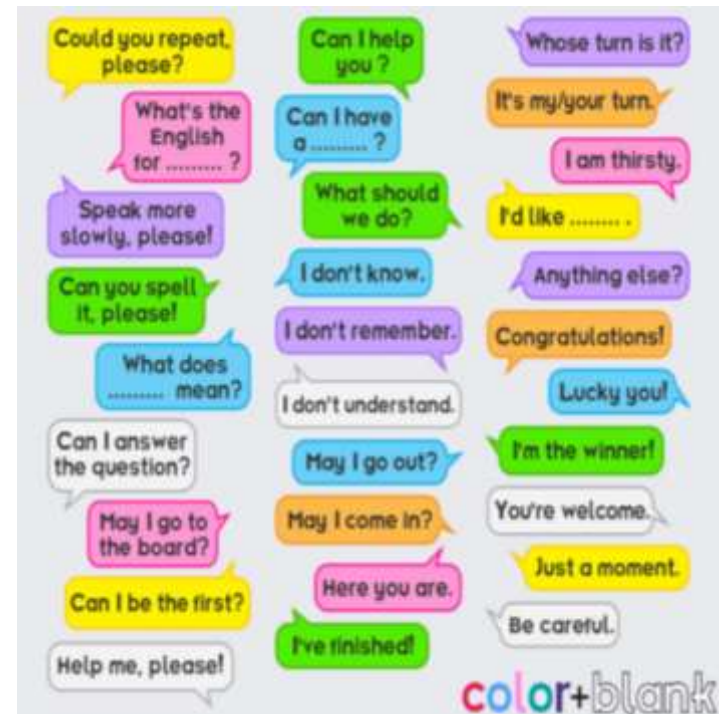 Could you repeat,
please?
What's the
English
for ......... ?
Speak more
slowly, please!
Can you spell
it, please!
What does
......... mean?
Can I answer
the question?
May I go to
the board?
Can I be the first?
Help me, please!
Can I help
you ?
Can I have
a ......... ?
What should
we do?
I don't know.
I don't remember.
I don't understand.
May I go out?
May I come in?
Here you are.
I've finished!
Whose turn is it?
It's my/your turn.
I am thirsty.
I'd like ........ .
Anything else?
Congratulations!
Lucky you!
I'm the winner!
You're welcome.
Just a moment.
Be careful.
color+blank